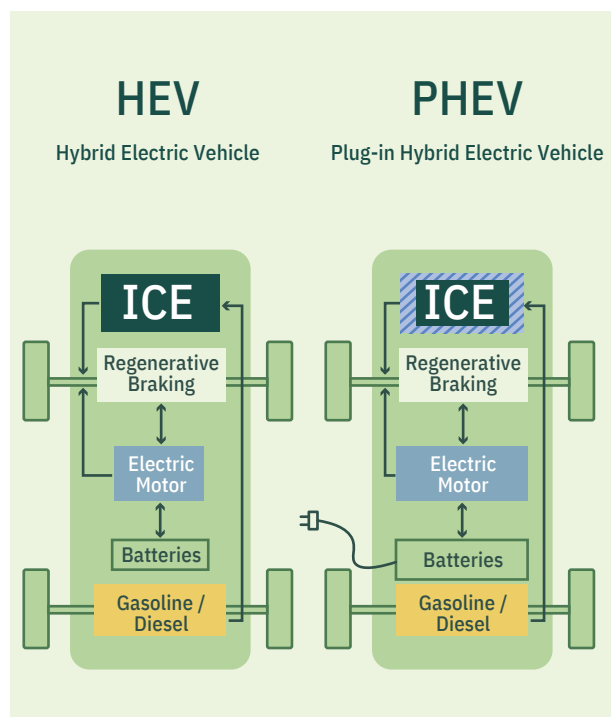 HEV
Hybrid Electric Vehicle
ICE
Regenerative
Braking
Electric
Motor
Batteries
Gasoline /
Diesel
PHEV
Plug-in Hybrid Electric Vehicle
ICE
Regenerative
Braking
Electric
Motor
Batteries
Gasoline /
Diesel